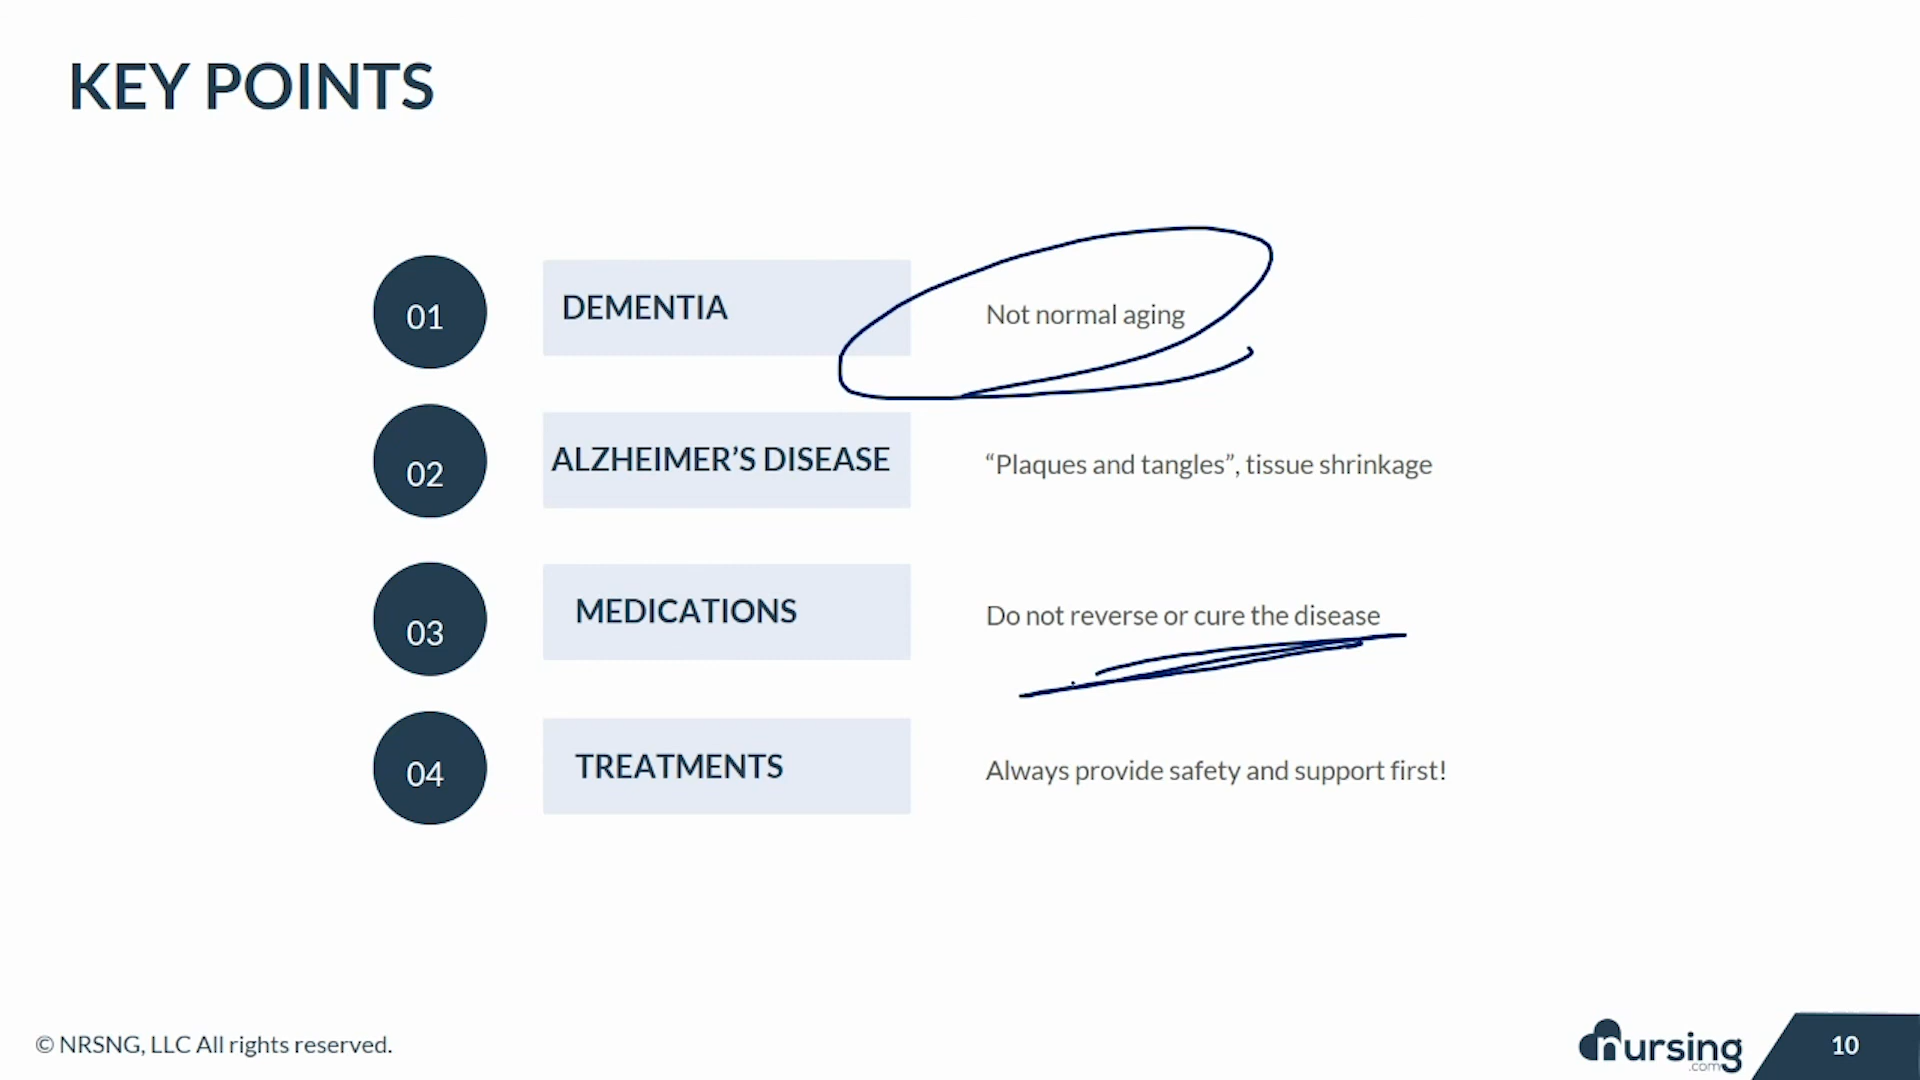 KEY POINTS
01 DEMENTIA Not normal aging
02 ALZHEIMER’S DISEASE “Plaques and tangles”, tissue shrinkage
03 MEDICATIONS Do not reverse or cure the disease
04 TREATMENTS Always provide safety and support first!
© NRSNG, LLC All rights reserved.
nursing
.com
10